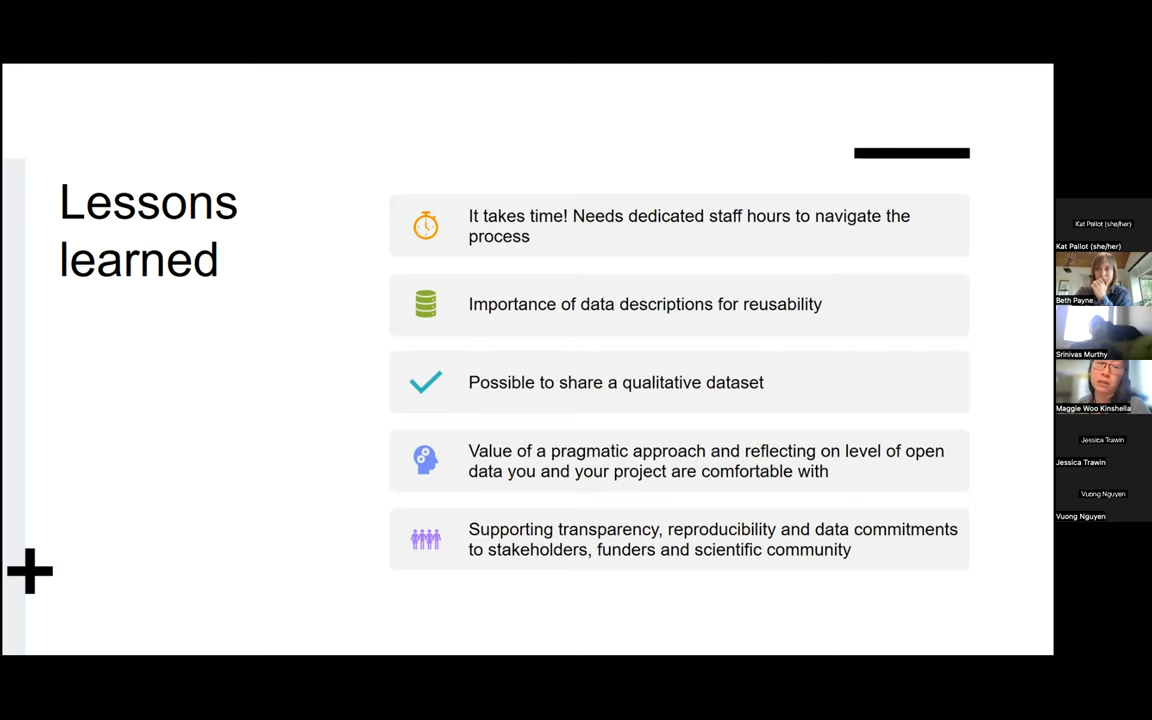 Lessons
learned
It takes time! Needs dedicated staff hours to navigate the
process
Importance of data descriptions for reusability
Possible to share a qualitative dataset
Value of a pragmatic approach and reflecting on level of open
data you and your project are comfortable with
Supporting transparency, reproducibility and data commitments
to stakeholders, funders and scientific community
Kat Pallot (she/her)
Kat Pallot (she/her)
Beth Payne
Srinivas Murthy
Maggie Woo Kinshella
Jessica Trawin
Jessica Trawin
Vuong Nguyen
Vuong Nguyen